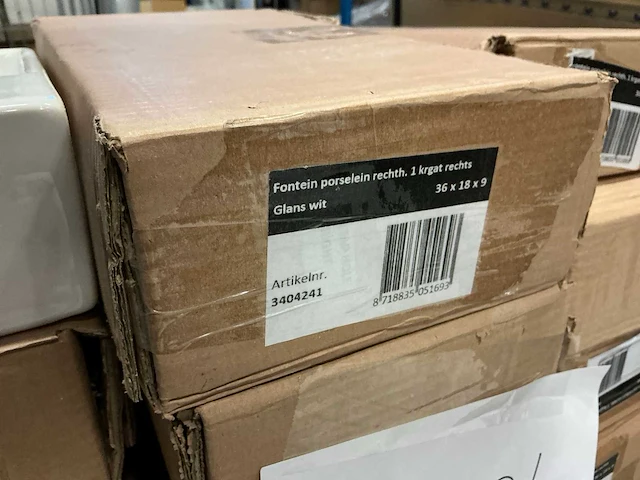 Fontein porselein rechth. 1 krgat rechts
36 x 18 x 9
Glans wit
Artikelnr.
3404241
8 718835 051693